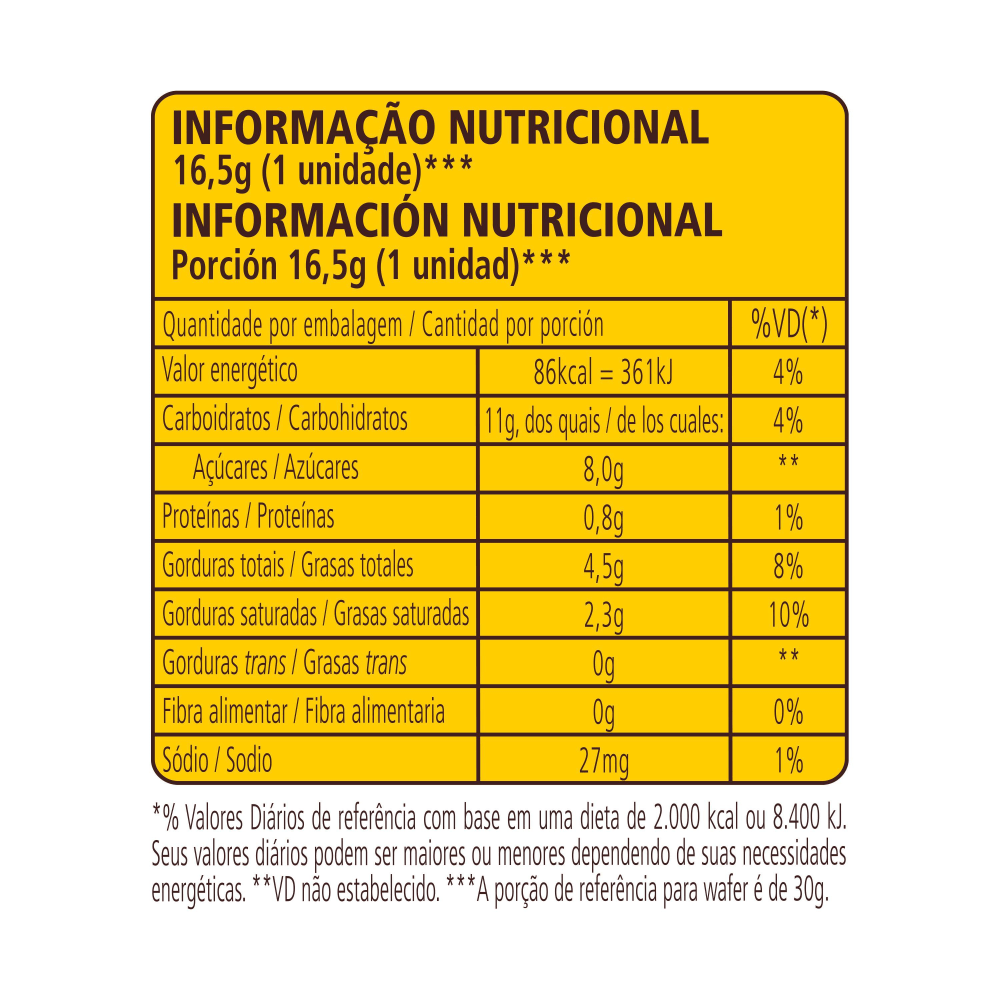 INFORMAÇÃO NUTRICIONAL
16,5g (1 unidade)***
INFORMACIÓN NUTRICIONAL
Porción 16,5g (1 unidad)***
Quantidade por embalagem / Cantidad por porción %VD(*)
Valor energético 86kcal = 361kJ 4%
Carboidratos / Carbohidratos 11g, dos quais / de los cuales: 4%
Açúcares / Azúcares 8,0g **
Proteínas / Proteínas 0,8g 1%
Gorduras totais / Grasas totales 4,5g 8%
Gorduras saturadas / Grasas saturadas 2,3g 10%
Gorduras trans / Grasas trans 0g **
Fibra alimentar / Fibra alimentaria 0g 0%
Sódio / Sodio 27mg 1%
*% Valores Diários de referência com base em uma dieta de 2.000 kcal ou 8.400 kJ.
Seus valores diários podem ser maiores ou menores dependendo de suas necessidades
energéticas. **VD não estabelecido. ***A porção de referência para wafer é de 30g.